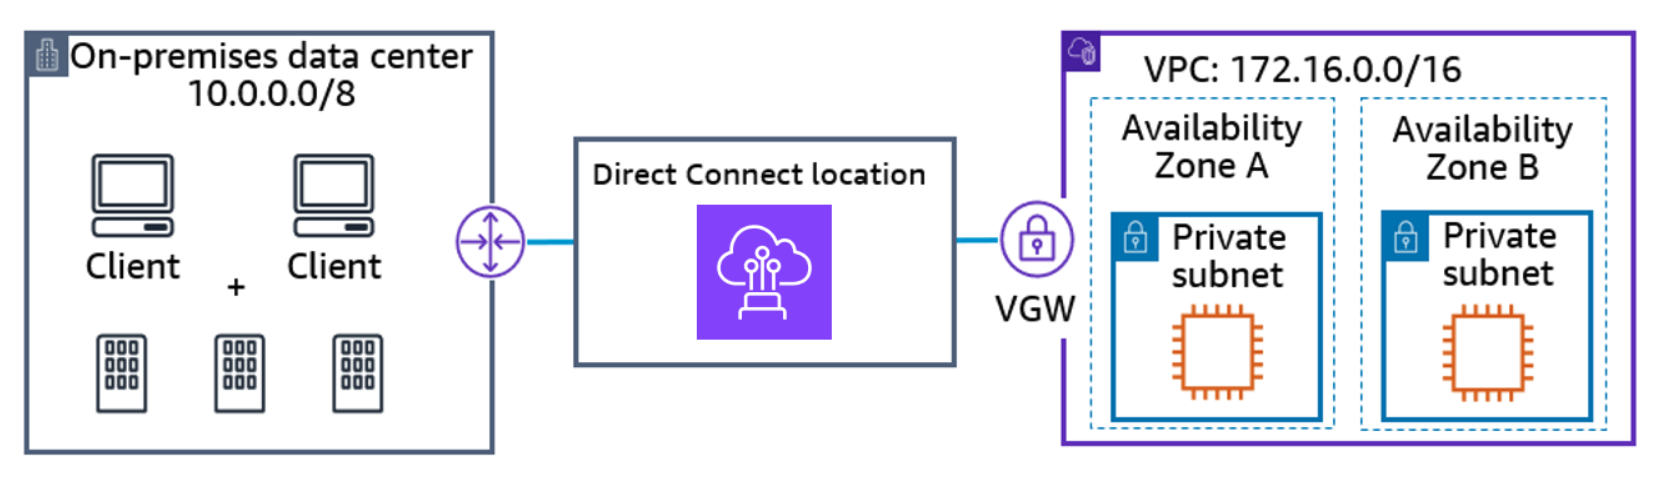 On-premises data center
10.0.0.0/8
Client
Client
+
Direct Connect location
VGW
VPC: 172.16.0.0/16
Availability
Zone A
Private
subnet
Availability
Zone B
Private
subnet